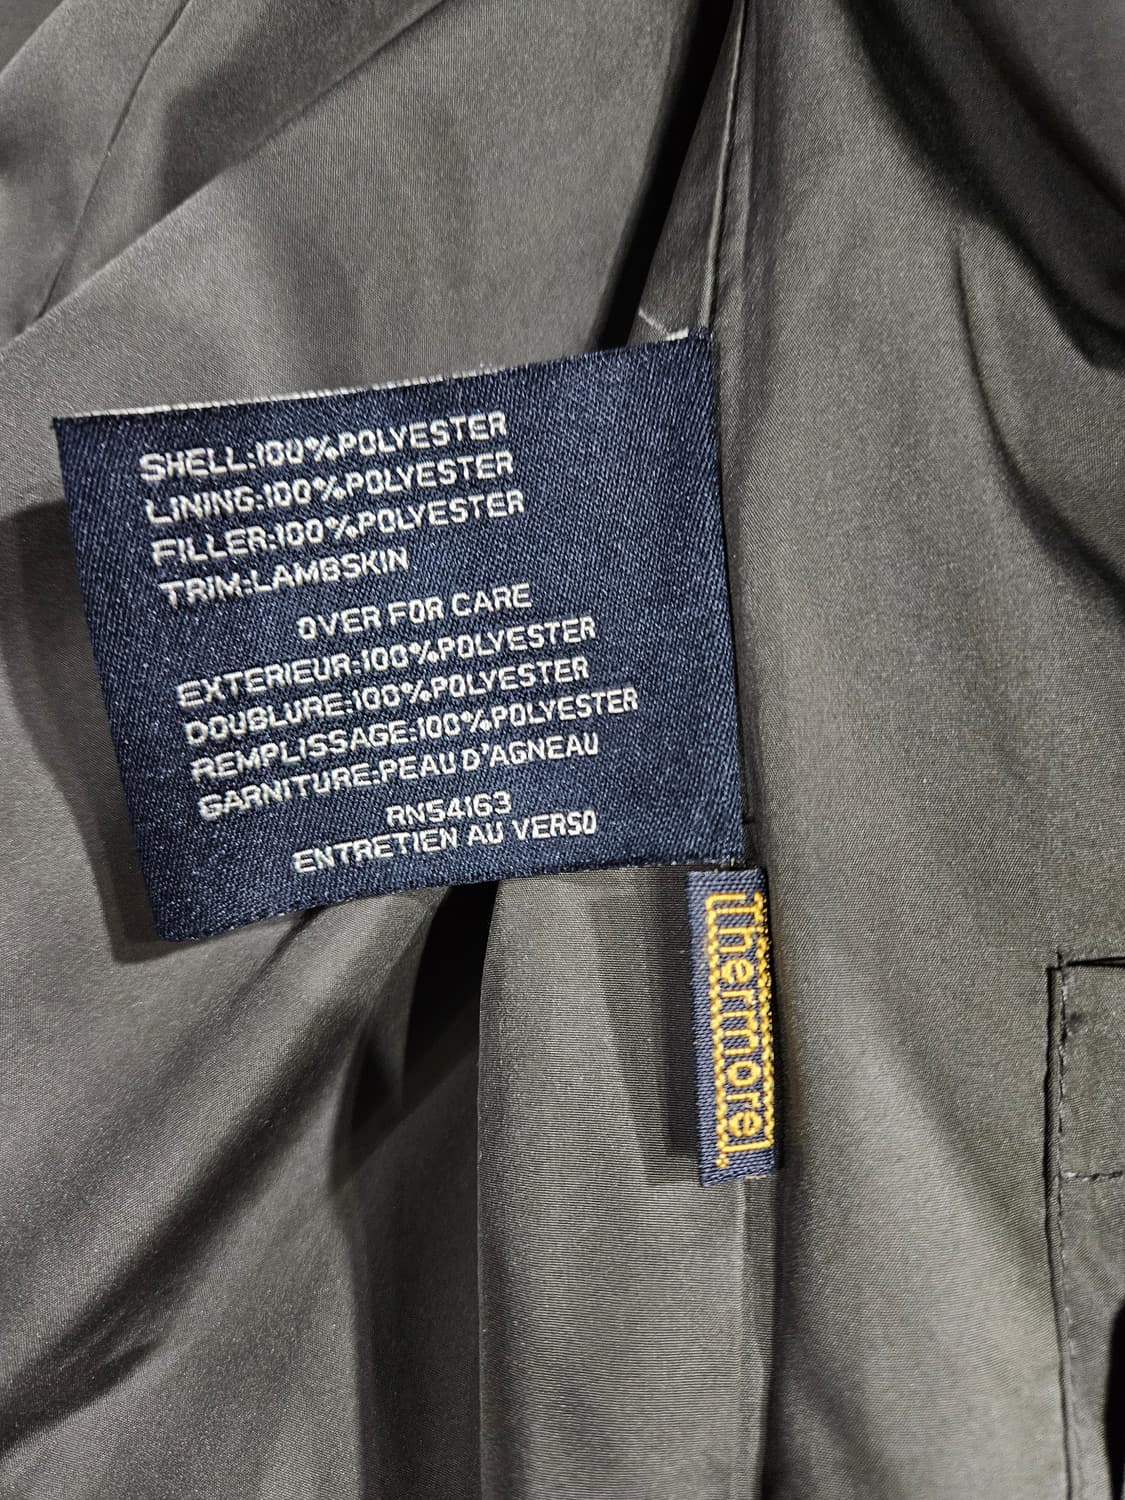 SHELL:100%POLYESTER
LINING:100%POLYESTER
FILLER:100%POLYESTER
TRIM:LAMBSKIN
OVER FOR CARE
EXTERIEUR:100%POLYESTER
DOUBLURE:100%POLYESTER
REMPLISSAGE:100%POLYESTER
GARNITURE:PEAU D'AGNEAU
RN54163
ENTRETIEN AU VERSO
Thermore